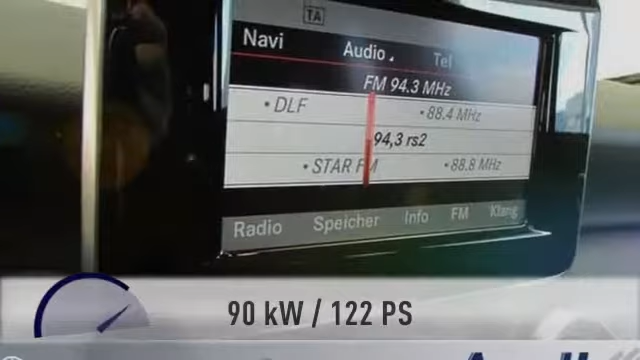 TA
Navi Audio Tel
FM 94.3 MHz
• DLF • 88.4 MHz
94,3 rs2
• STAR FM • 88.8 MHz
Radio Speicher Info FM Klang
90 kW / 122 PS